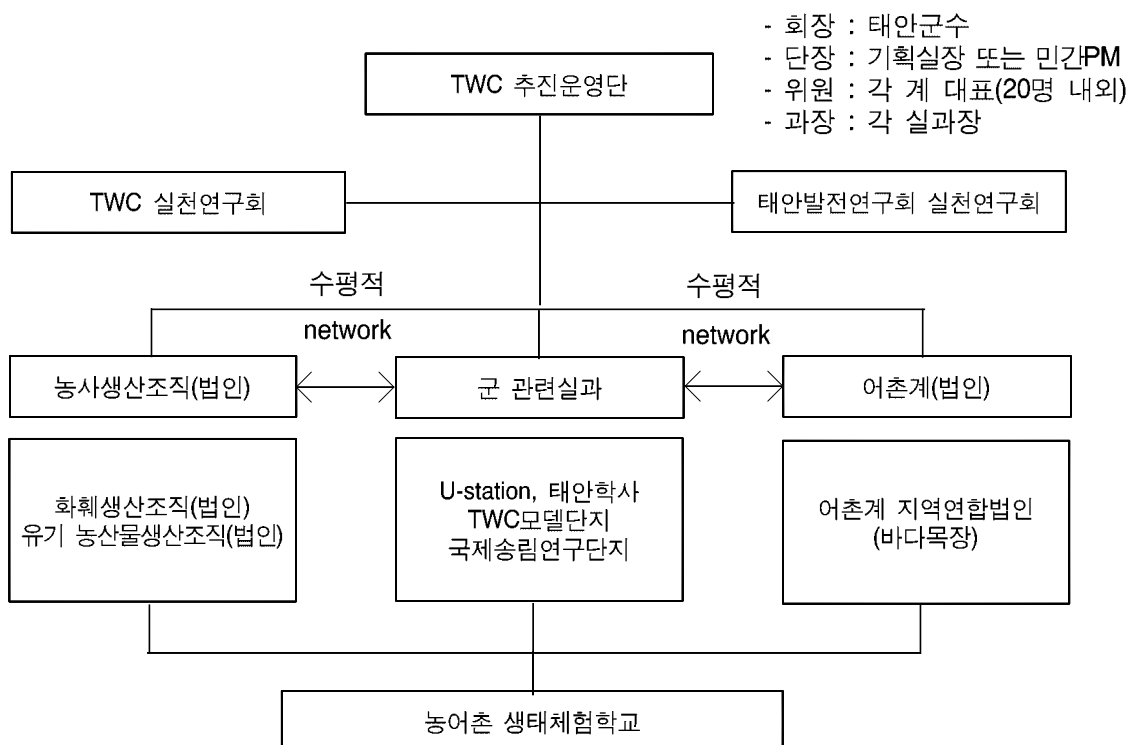 - 회장 : 태안군수
- 단장 : 기획실장 또는 민간PM
- 위원 : 각 계 대표(20명 내외)
- 과장 : 각 실과장
TWC 추진운영단
TWC 실천연구회
태안발전연구회 실천연구회
수평적
network
수평적
network
농사생산조직(법인)
군 관련실과
어촌계(법인)
화훼생산조직(법인)
유기 농산물생산조직(법인)
U-station, 태안학사
TWC모델단지
국제송림연구단지
어촌계 지역연합법인
(바다목장)
농어촌 생태체험학교